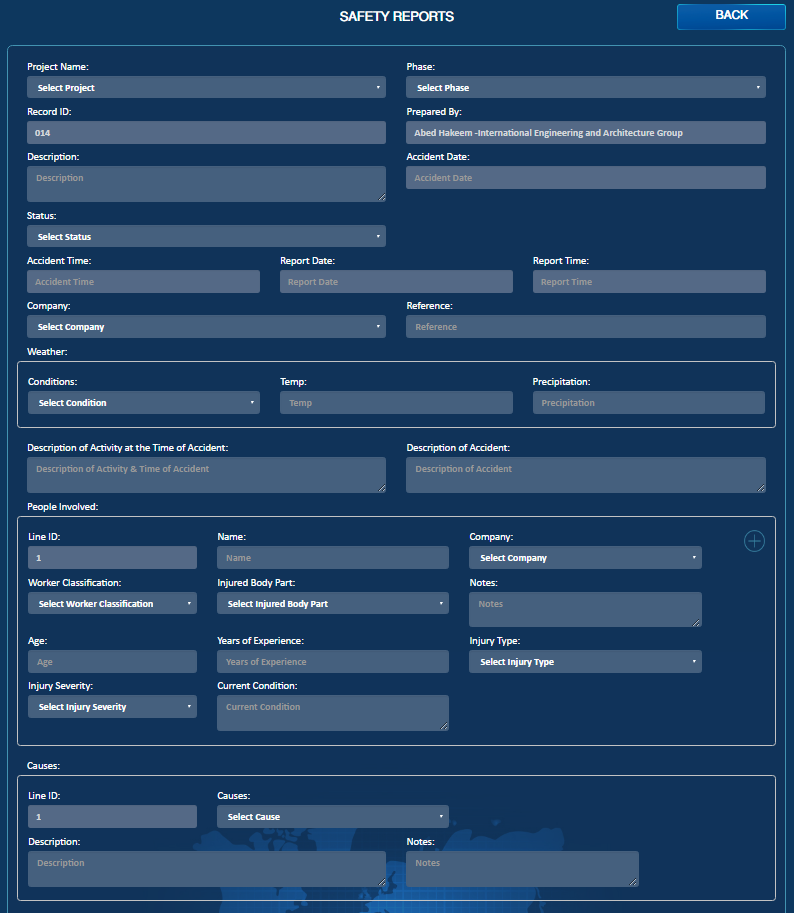 SAFETY REPORTS
BACK
Project Name: Phase:
Select Project Select Phase
Record ID: Prepared By:
014 Abed Hakeem -International Engineering and Architecture Group
Description: Accident Date:
Description Accident Date
Status:
Select Status
Accident Time: Report Date: Report Time:
Accident Time Report Date Report Time
Company: Reference:
Select Company Reference
Weather:
Conditions: Temp: Precipitation:
Select Condition Temp Precipitation
Description of Activity at the Time of Accident: Description of Accident:
Description of Activity & Time of Accident Description of Accident
People Involved:
Line ID: Name: Company:
1 Name Select Company
Worker Classification: Injured Body Part: Notes:
Select Worker Classification Select Injured Body Part Notes
Age: Years of Experience: Injury Type:
Age Years of Experience Select Injury Type
Injury Severity: Current Condition:
Select Injury Severity Current Condition
Causes:
Line ID: Causes:
1 Select Cause
Description: Notes:
Description Notes